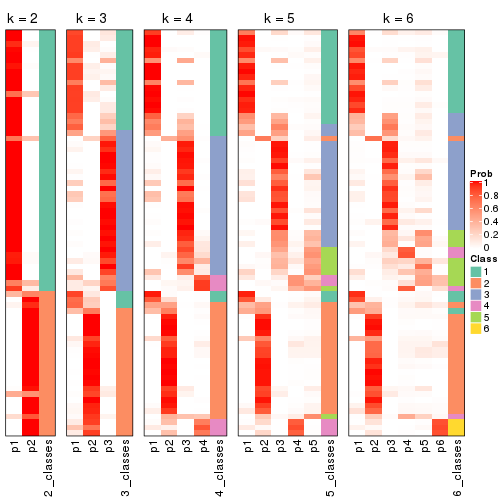 k = 2
k = 3
k = 4
k = 5
k = 6
Prob
1
0.8
0.6
0.4
0.2
0
Class
1
2
3
4
5
6
p1
p2
2_classes
p1
p2
p3
3_classes
p1
p2
p3
p4
4_classes
p1
p2
p3
p4
p5
5_classes
p1
p2
p3
p4
p5
p6
6_classes